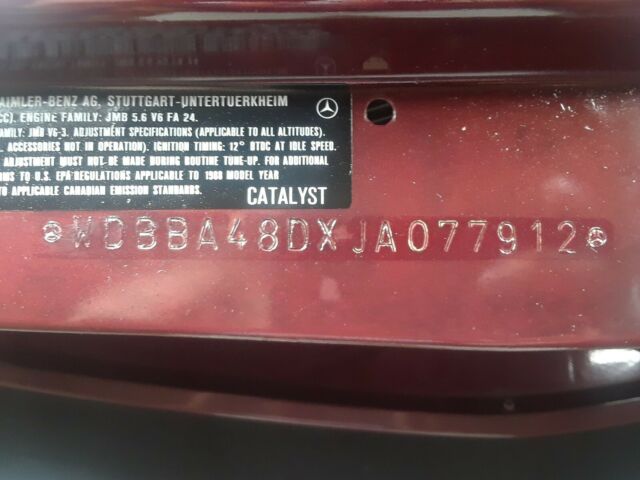 DAIMLER-BENZ AG, STUTTGART-UNTERTUERKHEIM
CC). ENGINE FAMILY: JMB 5.6 V6 FA 24.
FAMILY: JMB V6-3. ADJUSTMENT SPECIFICATIONS (APPLICABLE TO ALL ALTITUDES).
ALL ACCESSORIES NOT IN OPERATION). IGNITION TIMING: 12° BTDC AT IDLE SPEED.
ADJUSTMENT MUST NOT BE MADE DURING ROUTINE TUNE-UP. FOR ADDITIONAL
TO U.S. EPA REGULATIONS APPLICABLE TO 1988 MODEL YEAR
TO APPLICABLE CANADIAN EMISSION STANDARDS.
CATALYST
WDBBA48DXJA077912